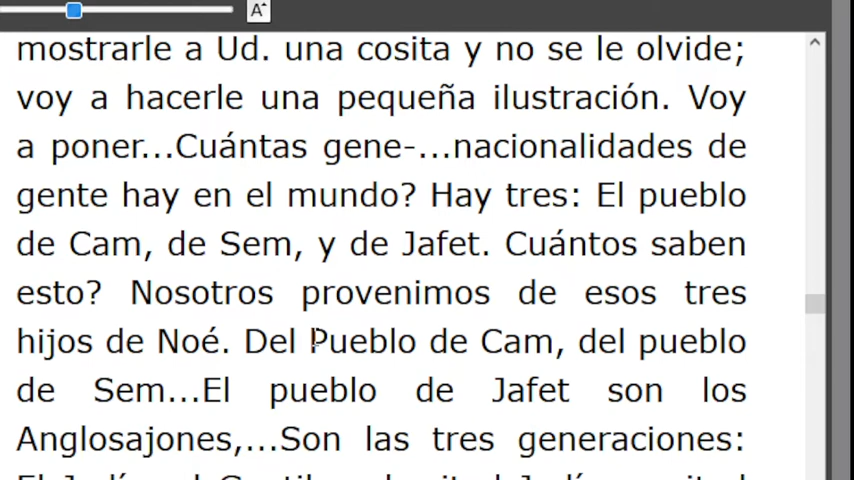 A
mostrarle a Ud. una cosita y no se le olvide;
voy a hacerle una pequeña ilustración. Voy
a poner...Cuántas gene-...nacionalidades de
gente hay en el mundo? Hay tres: El pueblo
de Cam, de Sem, y de Jafet. Cuántos saben
esto? Nosotros provenimos de esos tres
hijos de Noé. Del Pueblo de Cam, del pueblo
de Sem...El pueblo de Jafet son los
Anglosajones,...Son las tres generaciones: